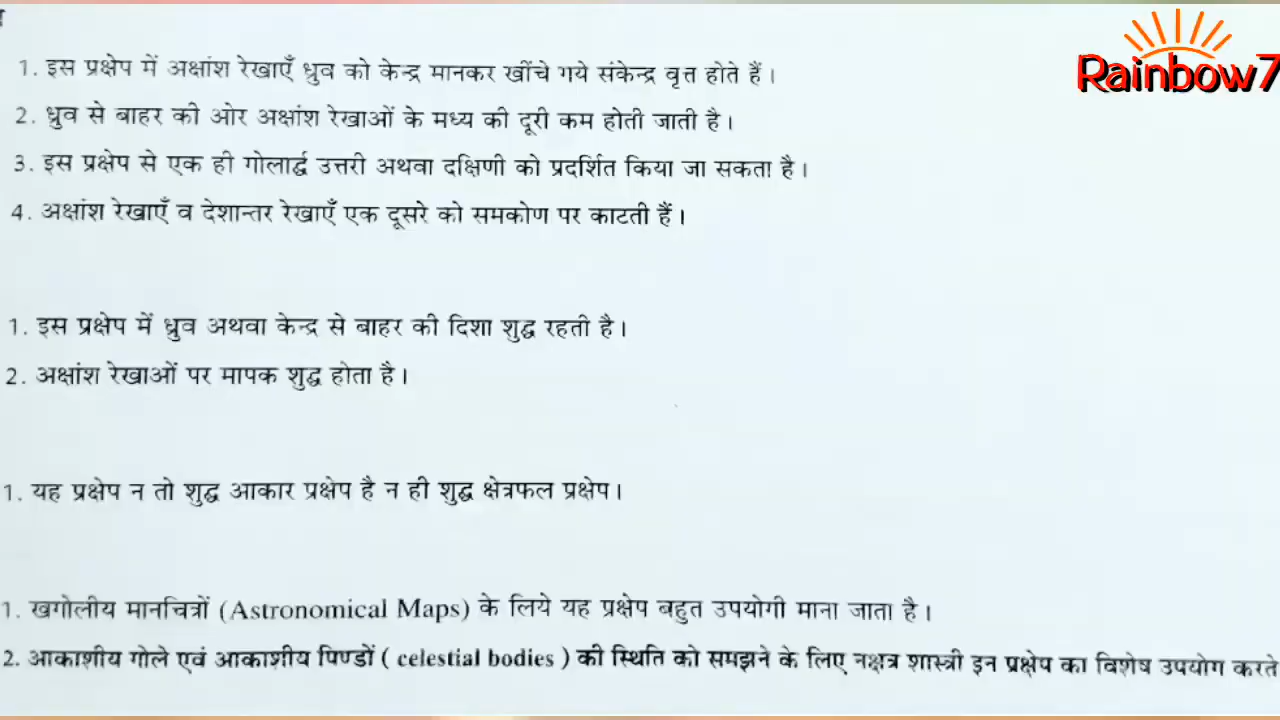 Rainbow7
1. इस प्रक्षेप में अक्षांश रेखाएँ ध्रुव को केन्द्र मानकर खींचे गये संकेन्द्र वृत होते हैं।
2. ध्रुव से बाहर की ओर अक्षांश रेखाओं के मध्य की दूरी कम होती जाती है।
3. इस प्रक्षेप से एक ही गोलार्द्ध उत्तरी अथवा दक्षिणी को प्रदर्शित किया जा सकता है।
4. अक्षांश रेखाएँ व देशान्तर रेखाएँ एक दूसरे को समकोण पर काटती हैं।
1. इस प्रक्षेप में ध्रुव अथवा केन्द्र से बाहर की दिशा शुद्ध रहती है।
2. अक्षांश रेखाओं पर मापक शुद्ध होता है।
1. यह प्रक्षेप न तो शुद्ध आकार प्रक्षेप है न ही शुद्ध क्षेत्रफल प्रक्षेप।
1. खगोलीय मानचित्रों (Astronomical Maps) के लिये यह प्रक्षेप बहुत उपयोगी माना जाता है।
2. आकाशीय गोले एवं आकाशीय पिण्डों ( celestial bodies ) की स्थिति को समझने के लिए नक्षत्र शास्त्री इन प्रक्षेप का विशेष उपयोग करते